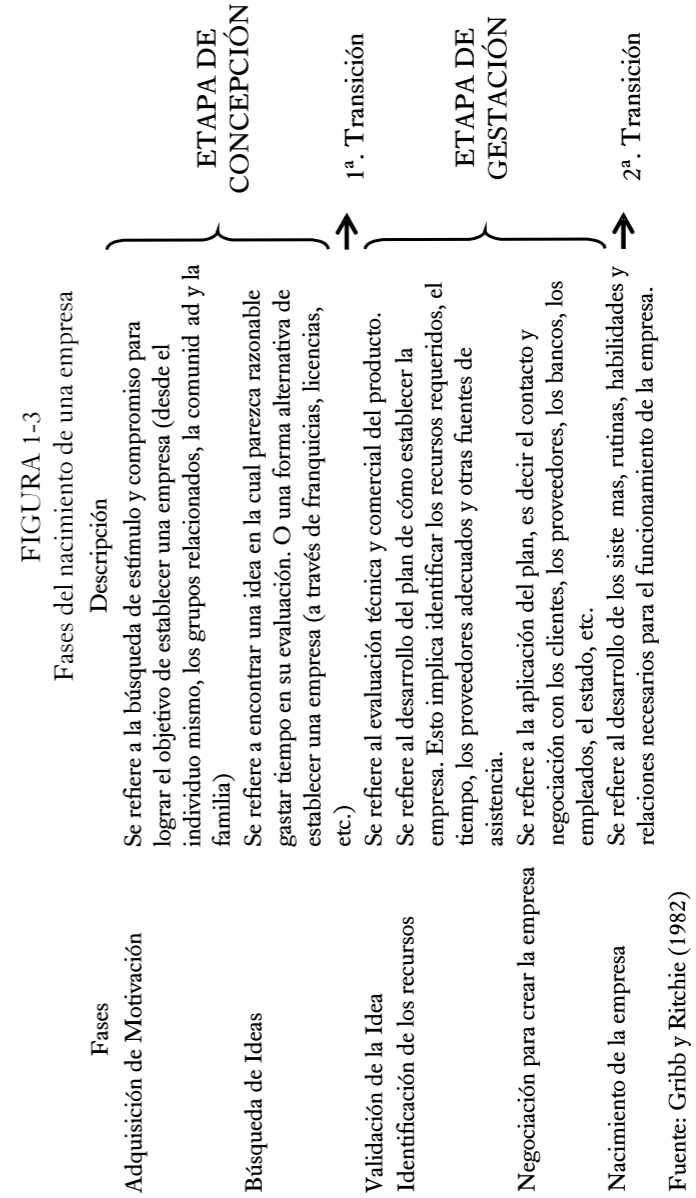 FIGURA 1-3
Fases del nacimiento de una empresa
Fases
Descripción
Adquisición de Motivación
Se refiere a la búsqueda de estímulo y compromiso para
lograr el objetivo de establecer una empresa (desde el
individuo mismo, los grupos relacionados, la comunid ad y la
familia)
Búsqueda de Ideas
Se refiere a encontrar una idea en la cual parezca razonable
gastar tiempo en su evaluación. O una forma alternativa de
establecer una empresa (a través de franquicias, licencias,
etc.)
ETAPA DE
CONCEPCIÓN
1ª. Transición
Validación de la Idea
Se refiere al evaluación técnica y comercial del producto.
Identificación de los recursos
Se refiere al desarrollo del plan de cómo establecer la
empresa. Esto implica identificar los recursos requeridos, el
tiempo, los proveedores adecuados y otras fuentes de
asistencia.
Negociación para crear la empresa
Se refiere a la aplicación del plan, es decir el contacto y
negociación con los clientes, los proveedores, los bancos, los
empleados, el estado, etc.
ETAPA DE
GESTACIÓN
2ª. Transición
Nacimiento de la empresa
Se refiere al desarrollo de los siste mas, rutinas, habilidades y
relaciones necesarios para el funcionamiento de la empresa.
Fuente: Gribb y Ritchie (1982)